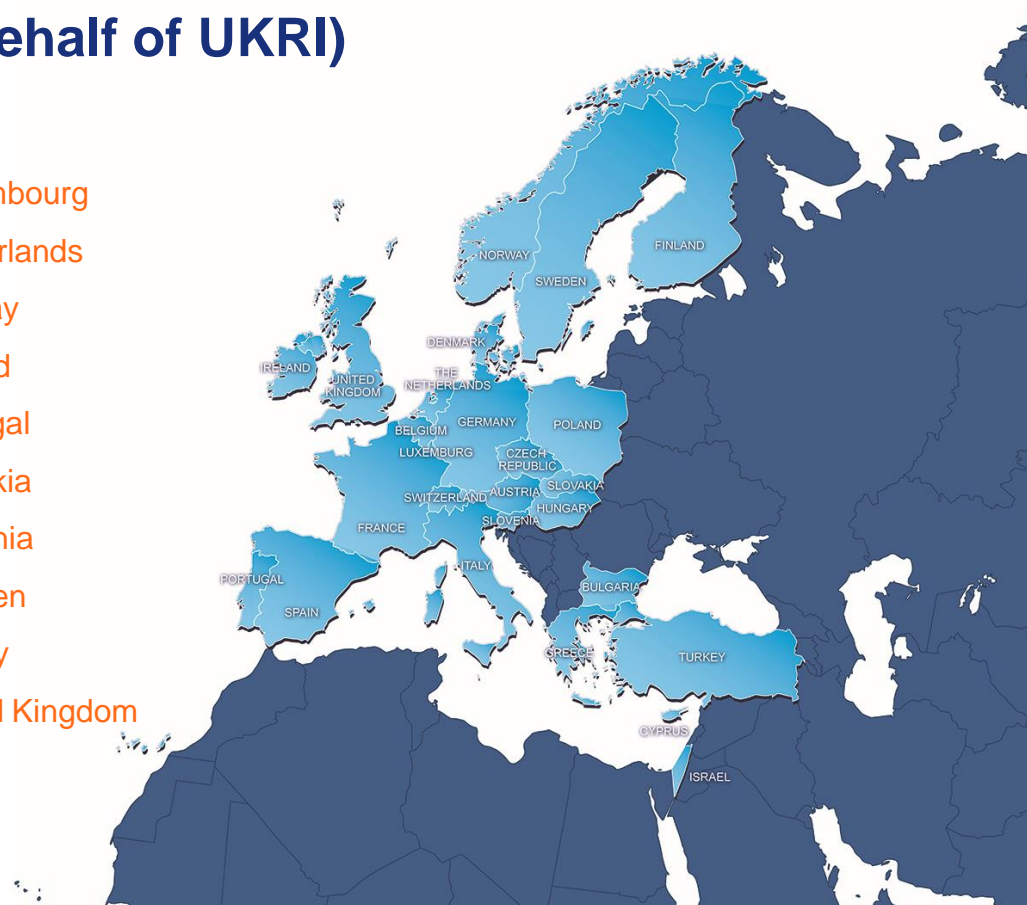 ehalf of UKRI)
nbourg
rlands
ay
d
gal
kia
nia
en
y
l Kingdom
NORWAY
FINLAND
SWEDEN
DENMARK
IRELAND
UNITED
KINGDOM
THE
NETHERLANDS
BELGIUM
GERMANY
POLAND
LUXEMBURG
CZECH
REPUBLIC
SLOVAKIA
SWITZERLAND
AUSTRIA
HUNGARY
SLOVENIA
FRANCE
ITALY
PORTUGAL
SPAIN
BULGARIA
GREECE
TURKEY
CYPRUS
ISRAEL